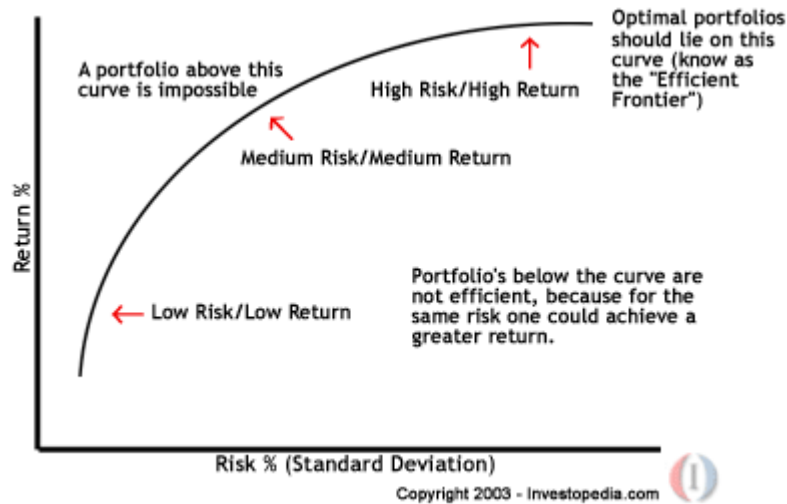 Optimal portfolios
should lie on this
curve (know as
the "Efficient
Frontier")
A portfolio above this
curve is impossible
High Risk/High Return
Medium Risk/Medium Return
Return %
Portfolio's below the curve are
not efficient, because for the
same risk one could achieve a
greater return.
Low Risk/Low Return
Risk % (Standard Deviation)
Copyright 2003 - Investopedia.com
I